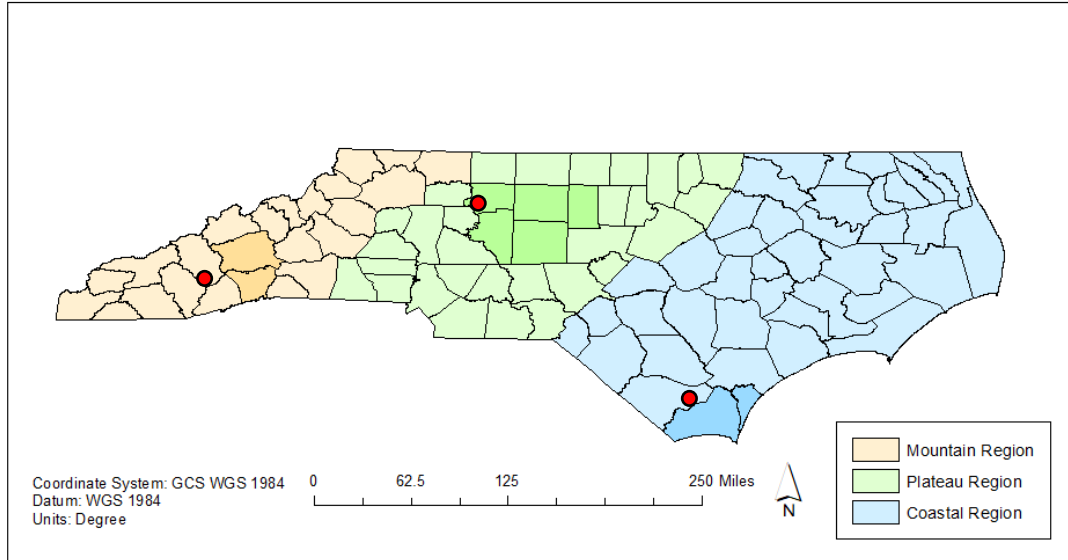 Mountain Region
Plateau Region
Coastal Region
Coordinate System: GCS WGS 1984
Datum: WGS 1984
Units: Degree
0 62.5 125 250 Miles
N